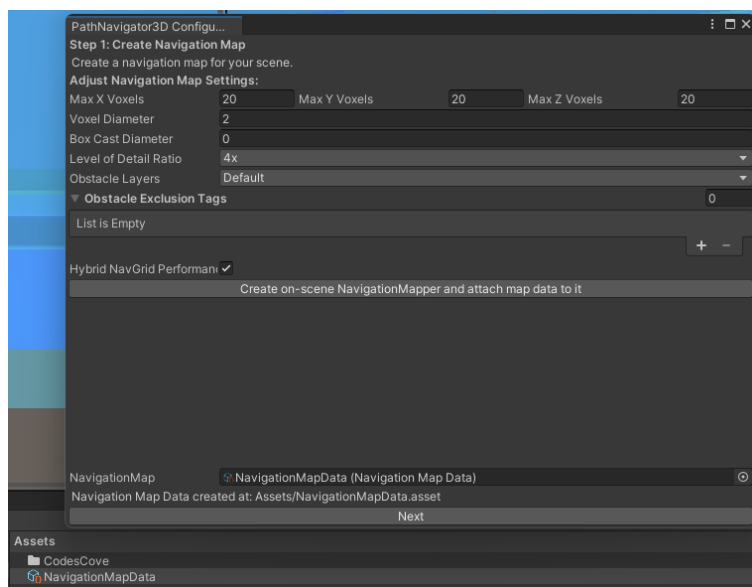 PathNavigator3D Configu...
Step 1: Create Navigation Map
Create a navigation map for your scene.
Adjust Navigation Map Settings:
Max X Voxels 20 Max Y Voxels 20 Max Z Voxels 20
Voxel Diameter 2
Box Cast Diameter 0
Level of Detail Ratio 4x
Obstacle Layers Default
Obstacle Exclusion Tags 0
List is Empty
+ −
Hybrid NavGrid Performan
Create on-scene NavigationMapper and attach map data to it
NavigationMap NavigationMapData (Navigation Map Data)
Navigation Map Data created at: Assets/NavigationMapData.asset
Next
Assets
CodesCove
NavigationMapData